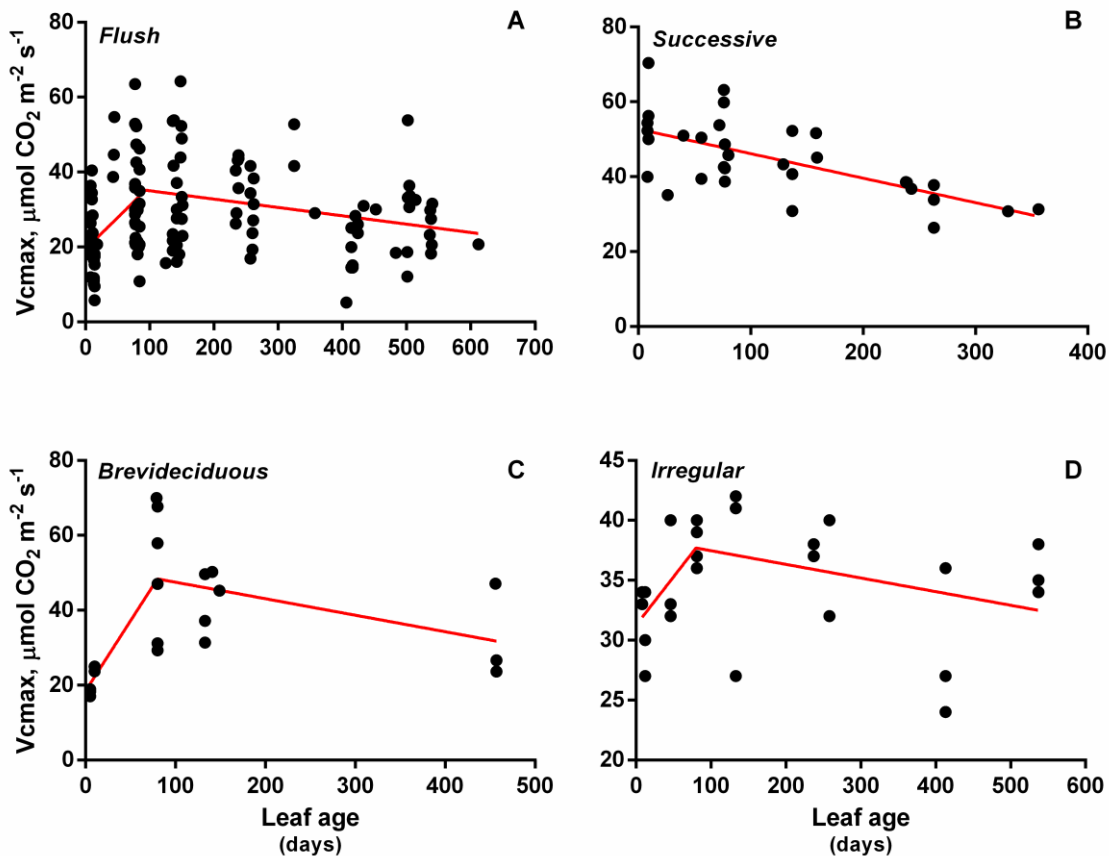 Flush
A
Vcmax, μmol CO₂ m⁻² s⁻¹
80
60
40
20
0
0 100 200 300 400 500 600 700
Successive
B
80
60
40
20
0
0 100 200 300 400
Brevideciduous
C
Vcmax, μmol CO₂ m⁻² s⁻¹
80
60
40
20
0
0 100 200 300 400 500
Leaf age
(days)
Irregular
D
45
40
35
30
25
20
0 100 200 300 400 500 600
Leaf age
(days)